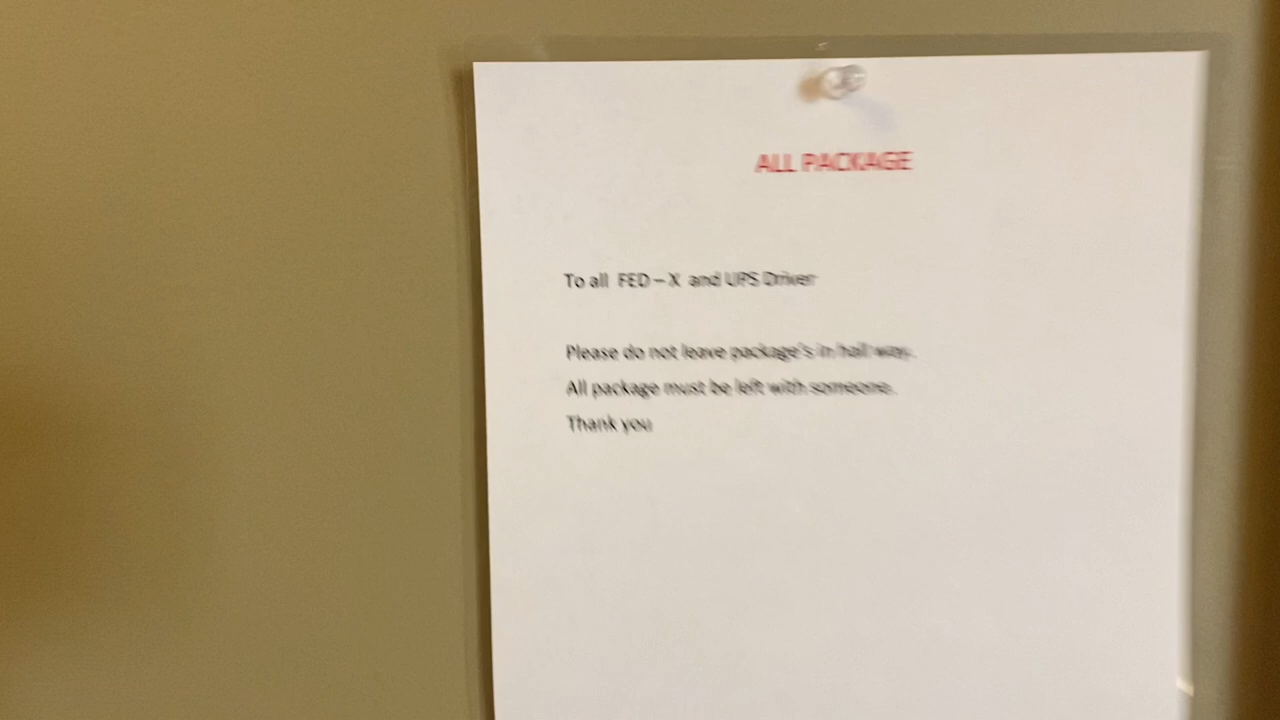 ALL PACKAGE
To all FED – X and UPS Driver
Please do not leave package's in hall way.
All package must be left with someone.
Thank you